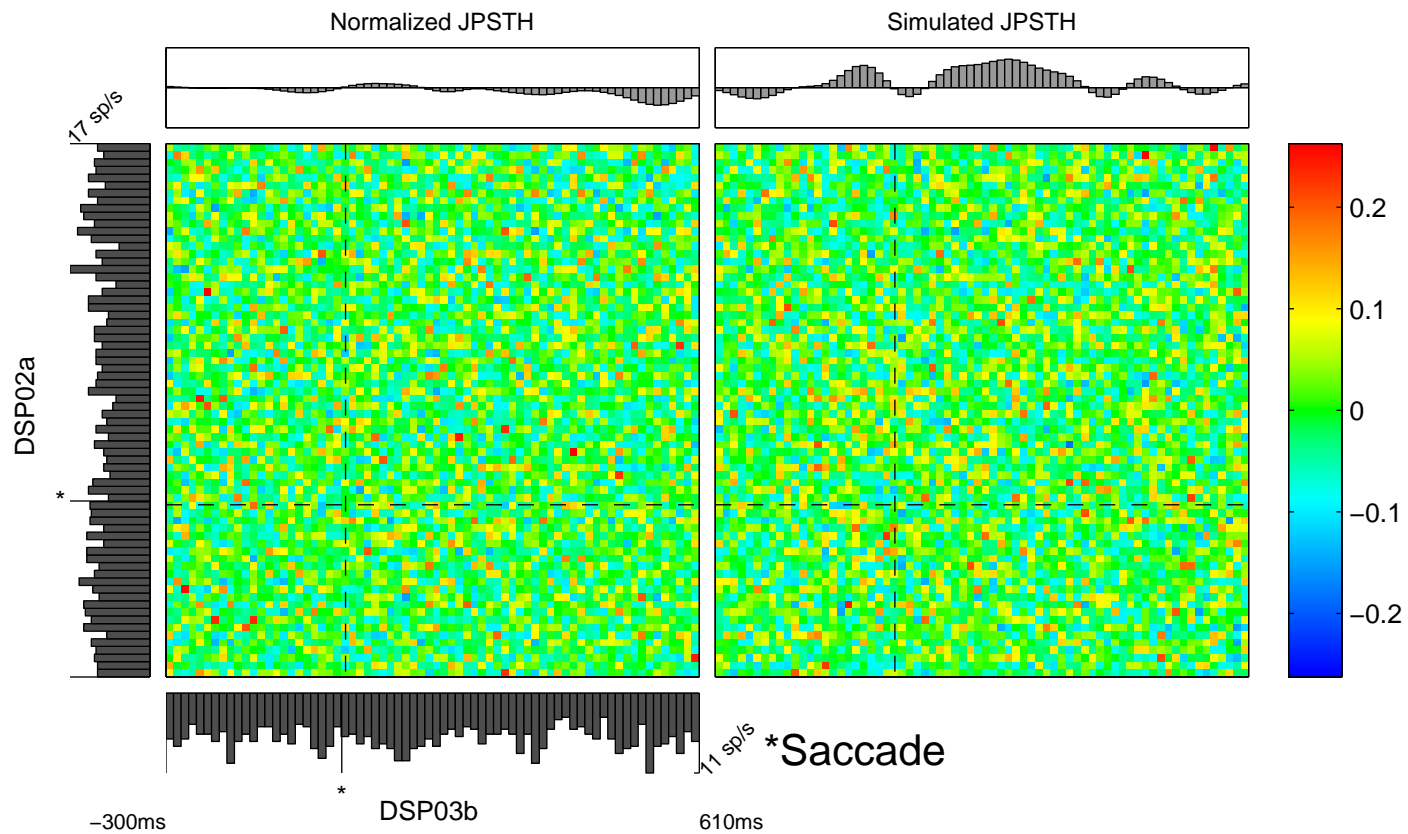 Normalized JPSTH
Simulated JPSTH
17 sp/s
DSP02a
*
0.2
0.1
0
−0.1
−0.2
11 sp/s
*Saccade
*
DSP03b
−300ms
610ms